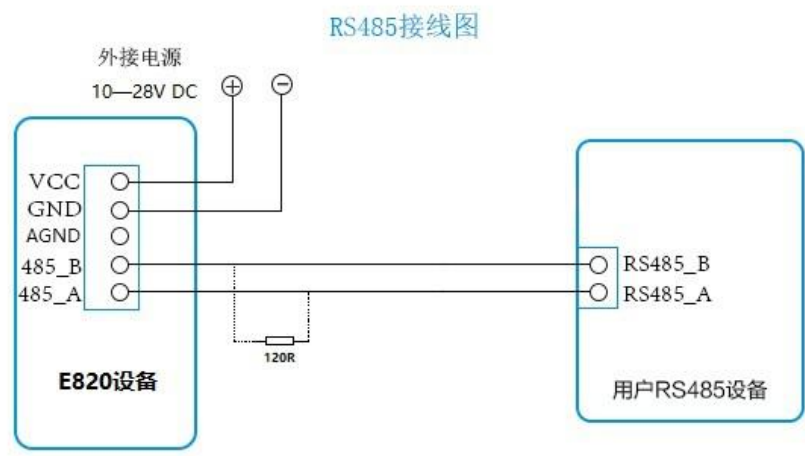 RS485接线图
外接电源
10—28V DC
VCC
GND
AGND
485_B
485_A
RS485_B
RS485_A
120R
E820设备
用户RS485设备